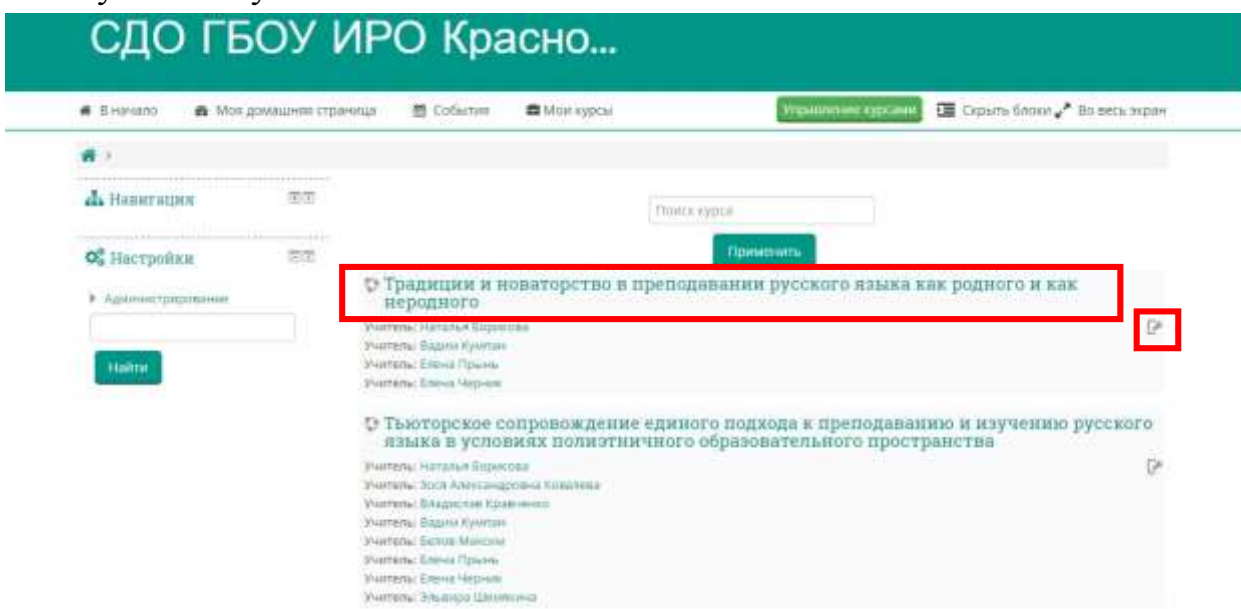 СДО ГБОУ ИРО Красно...
В начало Моя домашняя страница События Мои курсы Управление курсами Скрыть блоки Во весь экран
Навигация
Поиск курса
Настройки
Применить
Традиции и новаторство в преподавании русского языка как родного и как
неродного
Администрирование
Учитель: Наталья Борисова
Учитель: Вадим Кумпан
Найти
Учитель: Елена Прынь
Учитель: Елена Черник
Тьюторское сопровождение единого подхода к преподаванию и изучению русского
языка в условиях полиэтничного образовательного пространства
Учитель: Наталья Борисова
Учитель: Зося Александровна Ковалева
Учитель: Владислав Кравченко
Учитель: Вадим Кумпан
Учитель: Белов Максим
Учитель: Елена Прынь
Учитель: Елена Черник
Учитель: Эльвира